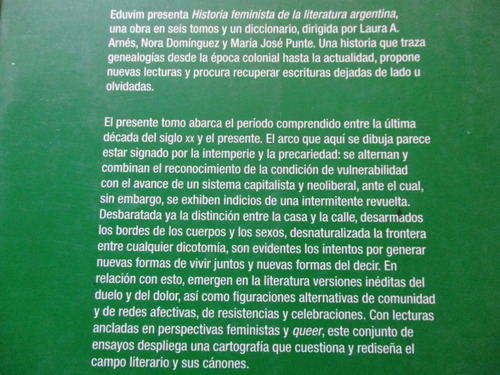 Eduvim presenta Historia feminista de la literatura argentina,
una obra en seis tomos y un diccionario, dirigida por Laura A.
Arnés, Nora Domínguez y María José Punte. Una historia que traza
genealogías desde la época colonial hasta la actualidad, propone
nuevas lecturas y procura recuperar escrituras dejadas de lado u
olvidadas.
El presente tomo abarca el período comprendido entre la última
década del siglo XX y el presente. El arco que aquí se dibuja parece
estar signado por la intemperie y la precariedad: se alternan y
combinan el reconocimiento de la condición de vulnerabilidad
con el avance de un sistema capitalista y neoliberal, ante el cual,
sin embargo, se exhiben indicios de una intermitente revuelta.
Desbaratada ya la distinción entre la casa y la calle, desarmados
los bordes de los cuerpos y los sexos, desnaturalizada la frontera
entre cualquier dicotomía, son evidentes los intentos por generar
nuevas formas de vivir juntos y nuevas formas del decir. En
relación con esto, emergen en la literatura versiones inéditas del
duelo y del dolor, así como figuraciones alternativas de comunidad
y de redes afectivas, de resistencias y celebraciones. Con lecturas
ancladas en perspectivas feministas y queer, este conjunto de
ensayos despliega una cartografía que cuestiona y rediseña el
campo literario y sus cánones.